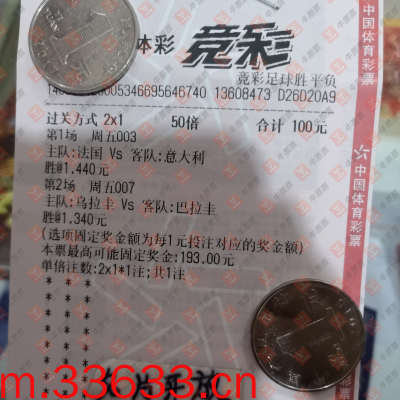 体彩 竞彩
竞彩足球胜平负
13608473 D26D20A9
过关方式 2x1 50倍 合计 100元
第1场 周五003
主队:法国 Vs 客队:意大利
胜@1.440元
第2场 周五007
主队:乌拉圭 Vs 客队:巴拉圭
胜@1.340元
(选项固定奖金额为每1元投注对应的奖金额)
本票最高可能固定奖金:193.00元
单倍注数:2x1*1注;共1注
中国体育彩票
中国体育彩票
m.33633.cn